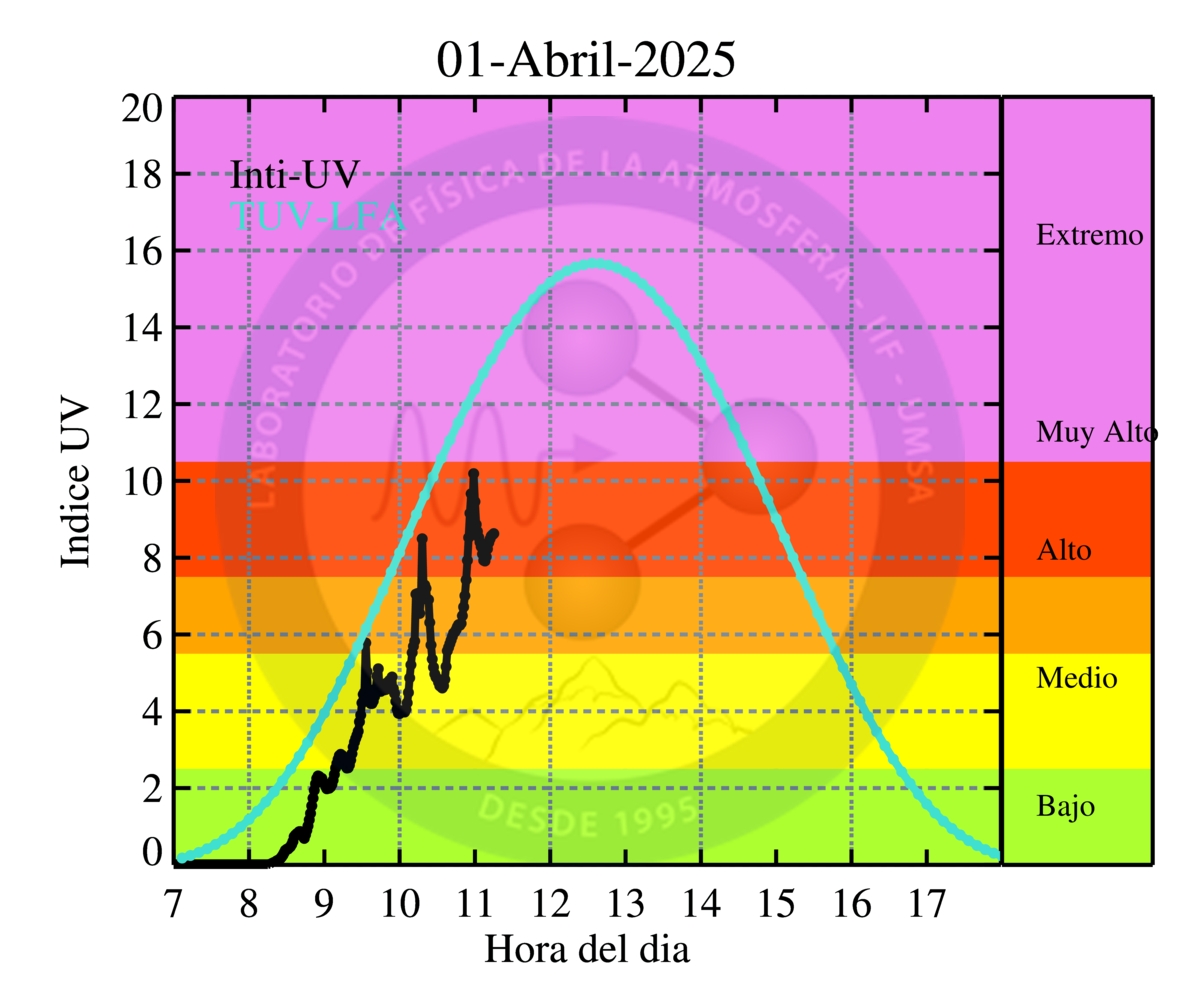 01-Abril-2025
20
18
16
14
12
10
8
6
4
2
0
Indice UV
Inti-UV
TUV-LFA
LABORATORIO DE FÍSICA DE LA ATMÓSFERA - IIF - UMSA
DESDE 1995
Extremo
Muy Alto
Alto
Medio
Bajo
7 8 9 10 11 12 13 14 15 16 17
Hora del dia